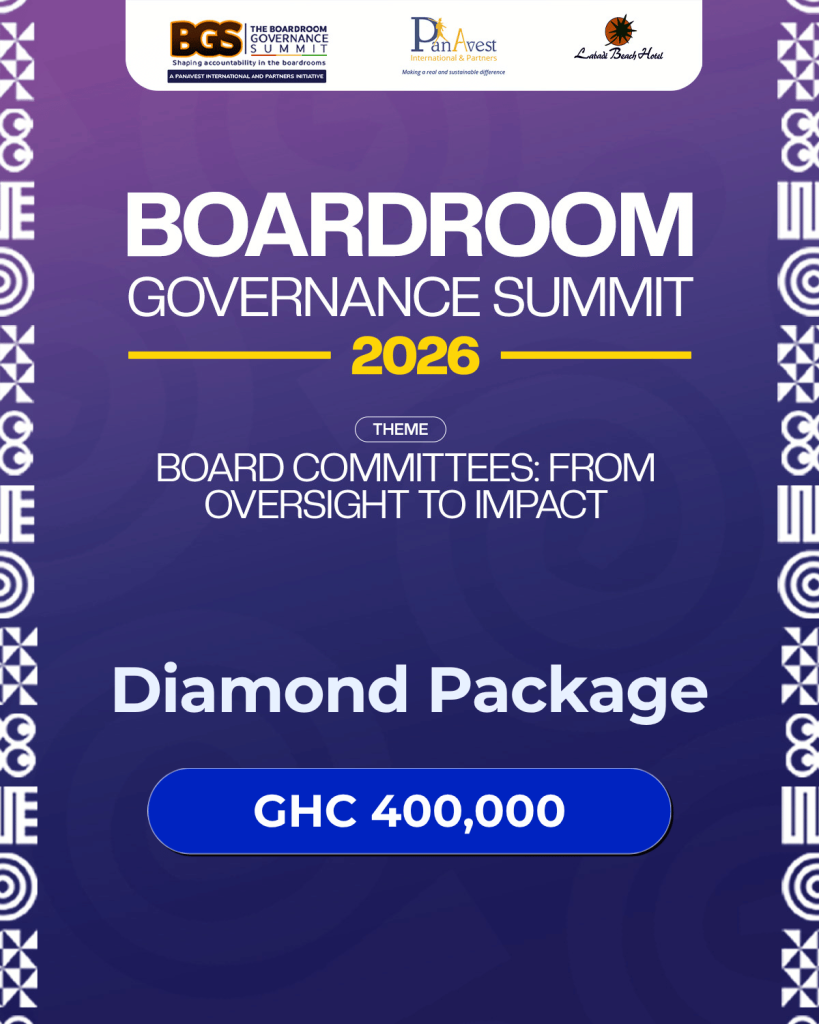 BGS
THE BOARDROOM
GOVERNANCE
SUMMIT
Shaping accountability in the boardrooms
A PANAVEST INTERNATIONAL AND PARTNERS INITIATIVE
PanAvest
International & Partners
Making a real and sustainable difference
Labadi Beach Hotel
BOARDROOM
GOVERNANCE SUMMIT
2026
THEME
BOARD COMMITTEES: FROM
OVERSIGHT TO IMPACT
Diamond Package
GHC 400,000